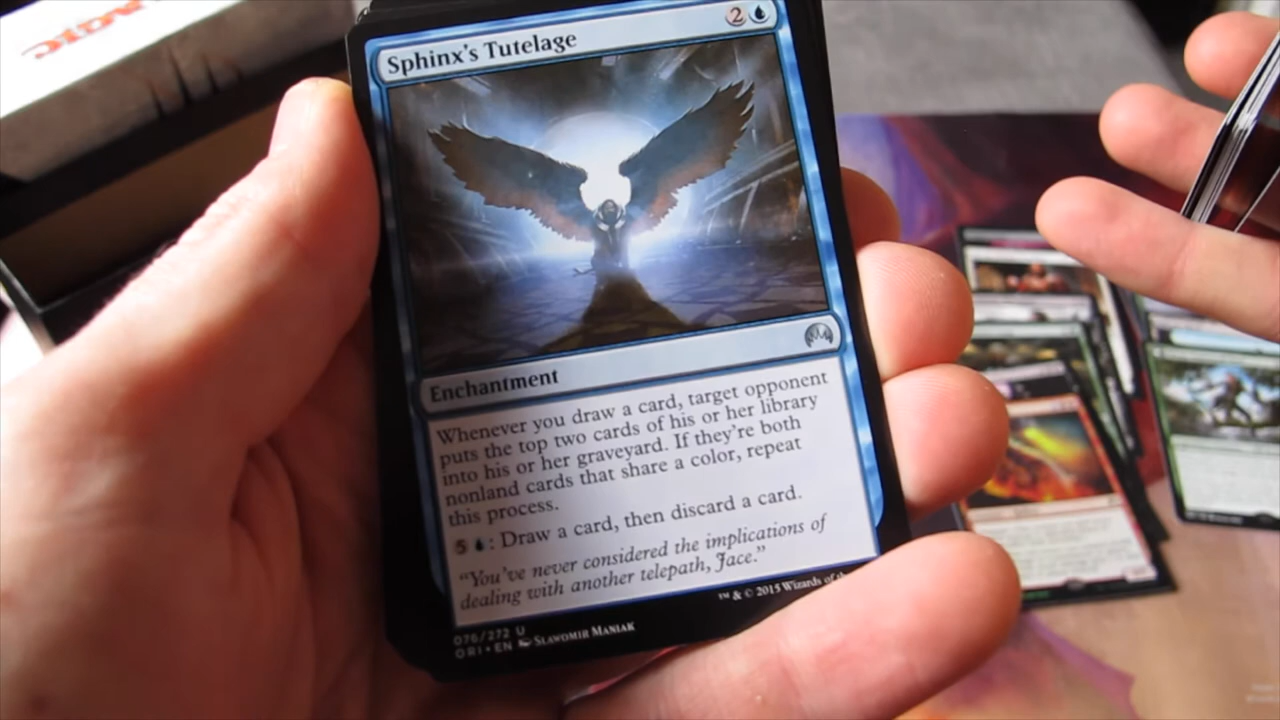 MAGIC
Sphinx's Tutelage
2
Enchantment
Whenever you draw a card, target opponent
puts the top two cards of his or her library
into his or her graveyard. If they're both
nonland cards that share a color, repeat
this process.
5 : Draw a card, then discard a card.
"You've never considered the implications of
dealing with another telepath, Jace."
™ & © 2015 Wizards of
076/272 U
ORI • EN SLAWOMIR MANIAK